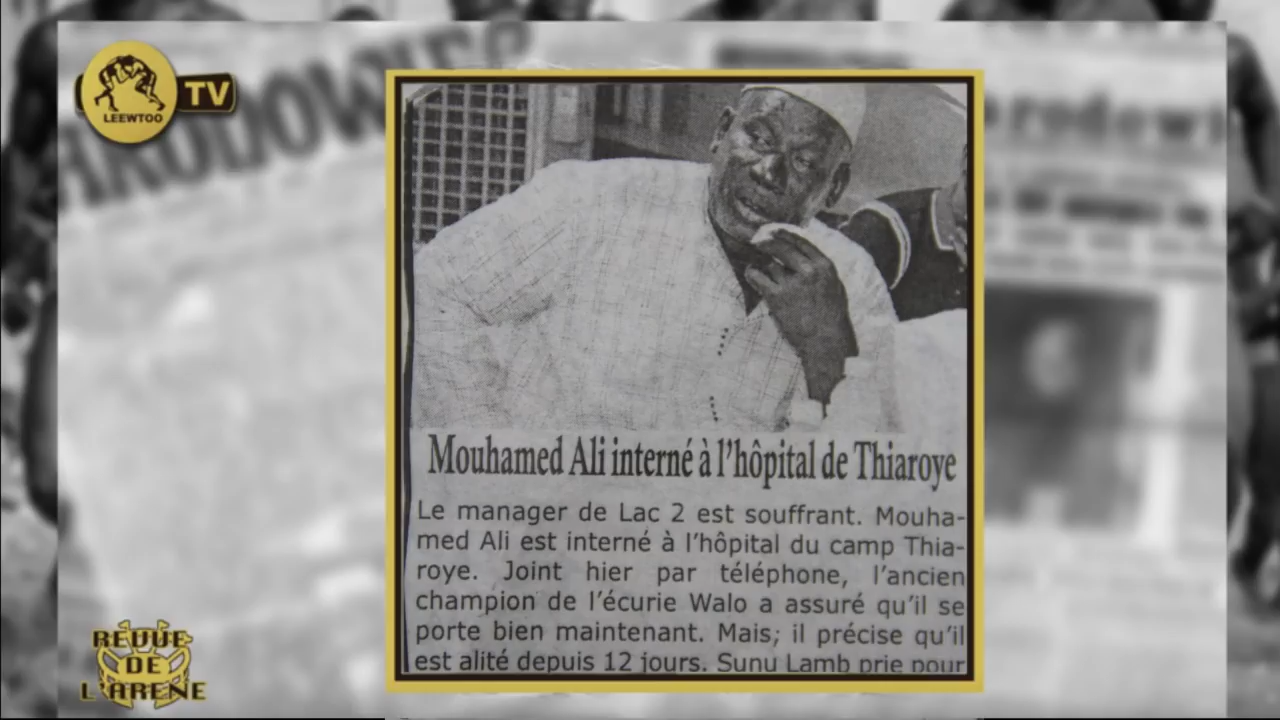 LEEWTOO
TV
Mouhamed Ali interné à l'hôpital de Thiaroye
Le manager de Lac 2 est souffrant. Mouha-
med Ali est interné à l'hôpital du camp Thia-
roye. Joint hier par téléphone, l'ancien
champion de l'écurie Walo a assuré qu'il se
porte bien maintenant. Mais; il précise qu'il
est alité depuis 12 jours. Sunu Lamb prie pour
REVUE
DE
L'ARENE